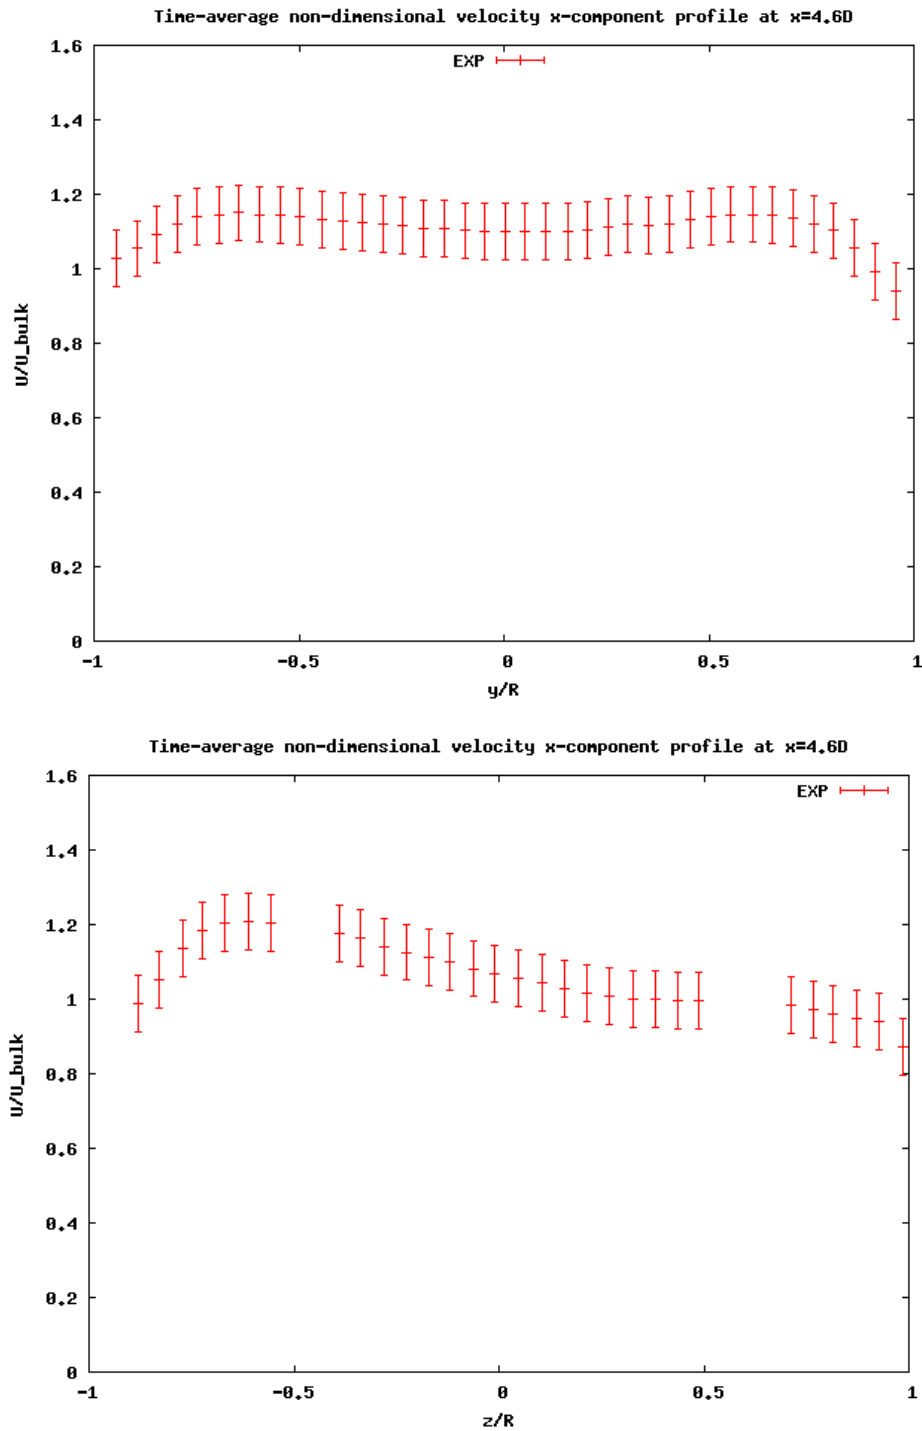 Time-average non-dimensional velocity x-component profile at x=4.6D
1.6
EXP
1.4
1.2
1
0.8
U/U_bulk
0.6
0.4
0.2
0
-1 -0.5 0 0.5 1
y/R
Time-average non-dimensional velocity x-component profile at x=4.6D
1.6
EXP
1.4
1.2
1
U/U_bulk
0.8
0.6
0.4
0.2
0
-1 -0.5 0 0.5 1
z/R